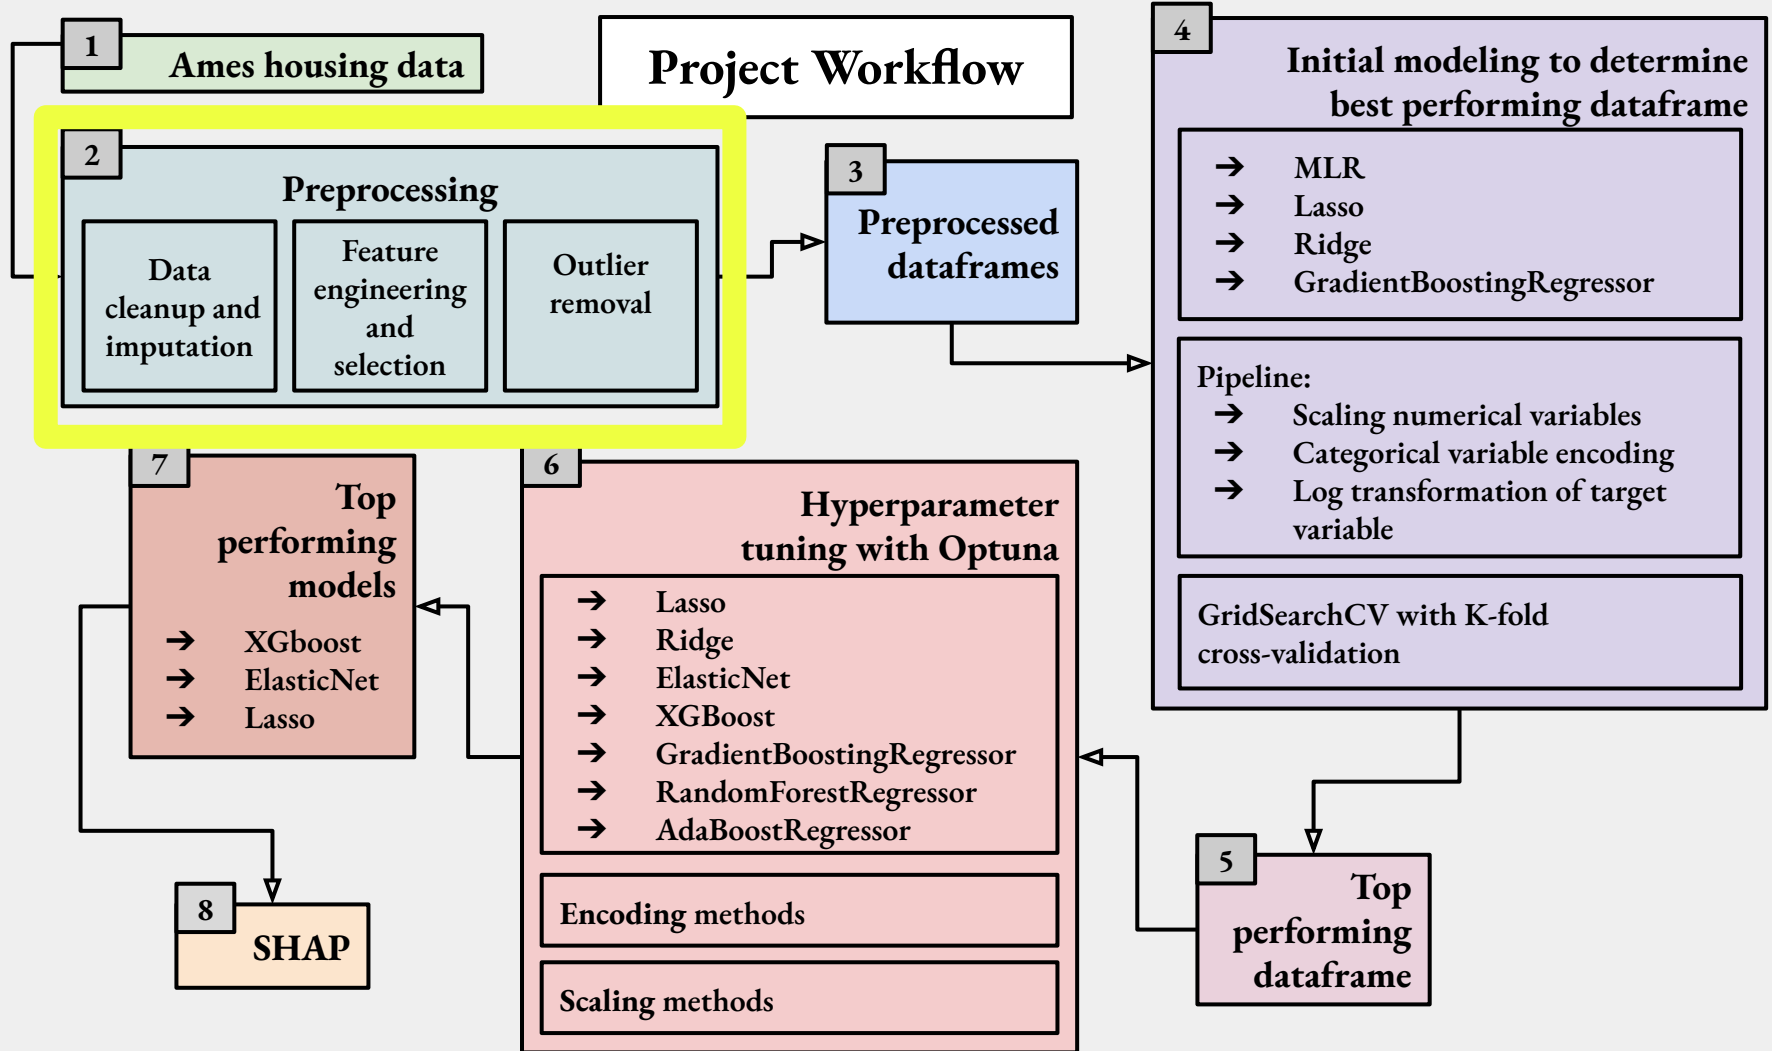 Project Workflow
1
Ames housing data
2
Preprocessing
Data
cleanup and
imputation
Feature
engineering
and
selection
Outlier
removal
3
Preprocessed
dataframes
4
Initial modeling to determine
best performing dataframe
➔ MLR
➔ Lasso
➔ Ridge
➔ GradientBoostingRegressor
Pipeline:
➔ Scaling numerical variables
➔ Categorical variable encoding
➔ Log transformation of target
variable
GridSearchCV with K-fold
cross-validation
5
Top
performing
dataframe
6
Hyperparameter
tuning with Optuna
➔ Lasso
➔ Ridge
➔ ElasticNet
➔ XGBoost
➔ GradientBoostingRegressor
➔ RandomForestRegressor
➔ AdaBoostRegressor
Encoding methods
Scaling methods
7
Top
performing
models
➔ XGboost
➔ ElasticNet
➔ Lasso
8
SHAP